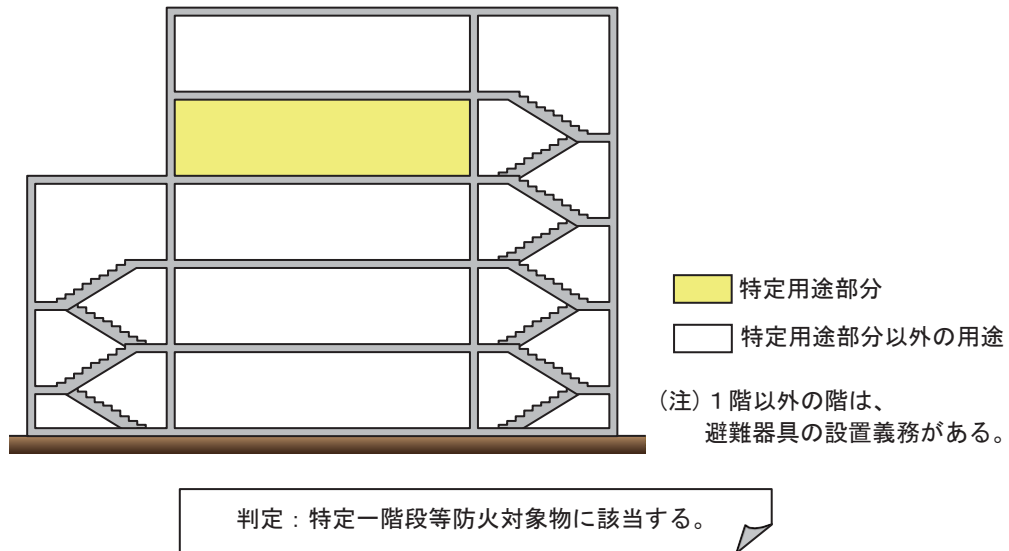 特定用途部分
特定用途部分以外の用途
(注)1階以外の階は、
避難器具の設置義務がある。
判定:特定一階段等防火対象物に該当する。